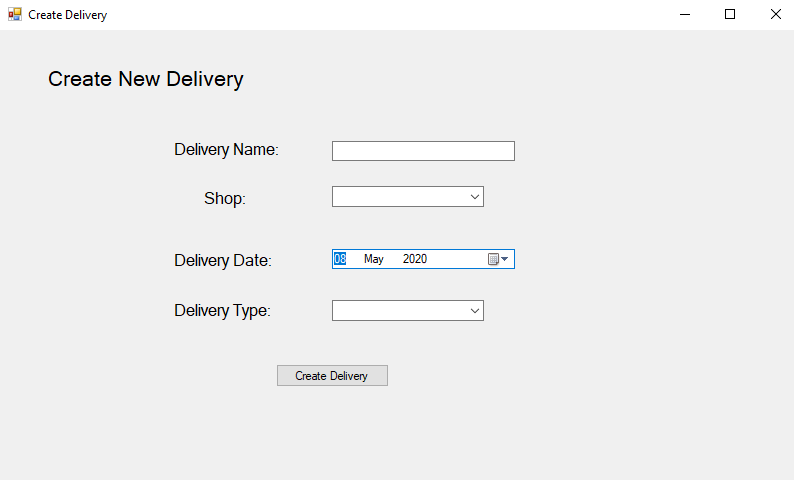 Create Delivery
Create New Delivery
Delivery Name:
Shop:
Delivery Date: 08 May 2020
Delivery Type:
Create Delivery